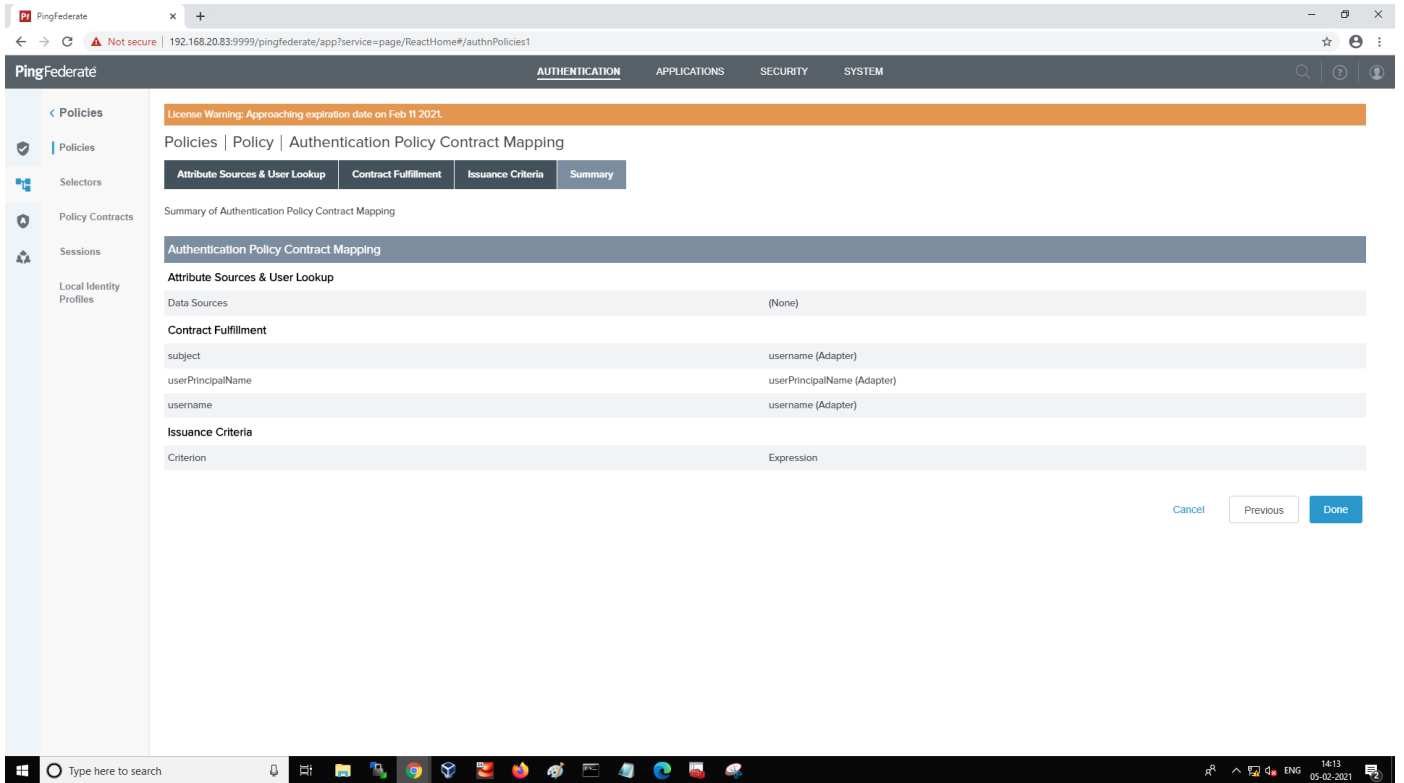 PingFederate
Not secure | 192.168.20.83:9999/pingfederate/app?service=page/ReactHome#/authnPolicies1
PingFederate
AUTHENTICATION APPLICATIONS SECURITY SYSTEM
< Policies
Policies
Selectors
Policy Contracts
Sessions
Local Identity
Profiles
License Warning: Approaching expiration date on Feb 11 2021.
Policies | Policy | Authentication Policy Contract Mapping
Attribute Sources & User Lookup Contract Fulfillment Issuance Criteria Summary
Summary of Authentication Policy Contract Mapping
Authentication Policy Contract Mapping
Attribute Sources & User Lookup
Data Sources (None)
Contract Fulfillment
subject username (Adapter)
userPrincipalName userPrincipalName (Adapter)
username username (Adapter)
Issuance Criteria
Criterion Expression
Cancel Previous Done
Type here to search
ENG
14:13
05-02-2021
2